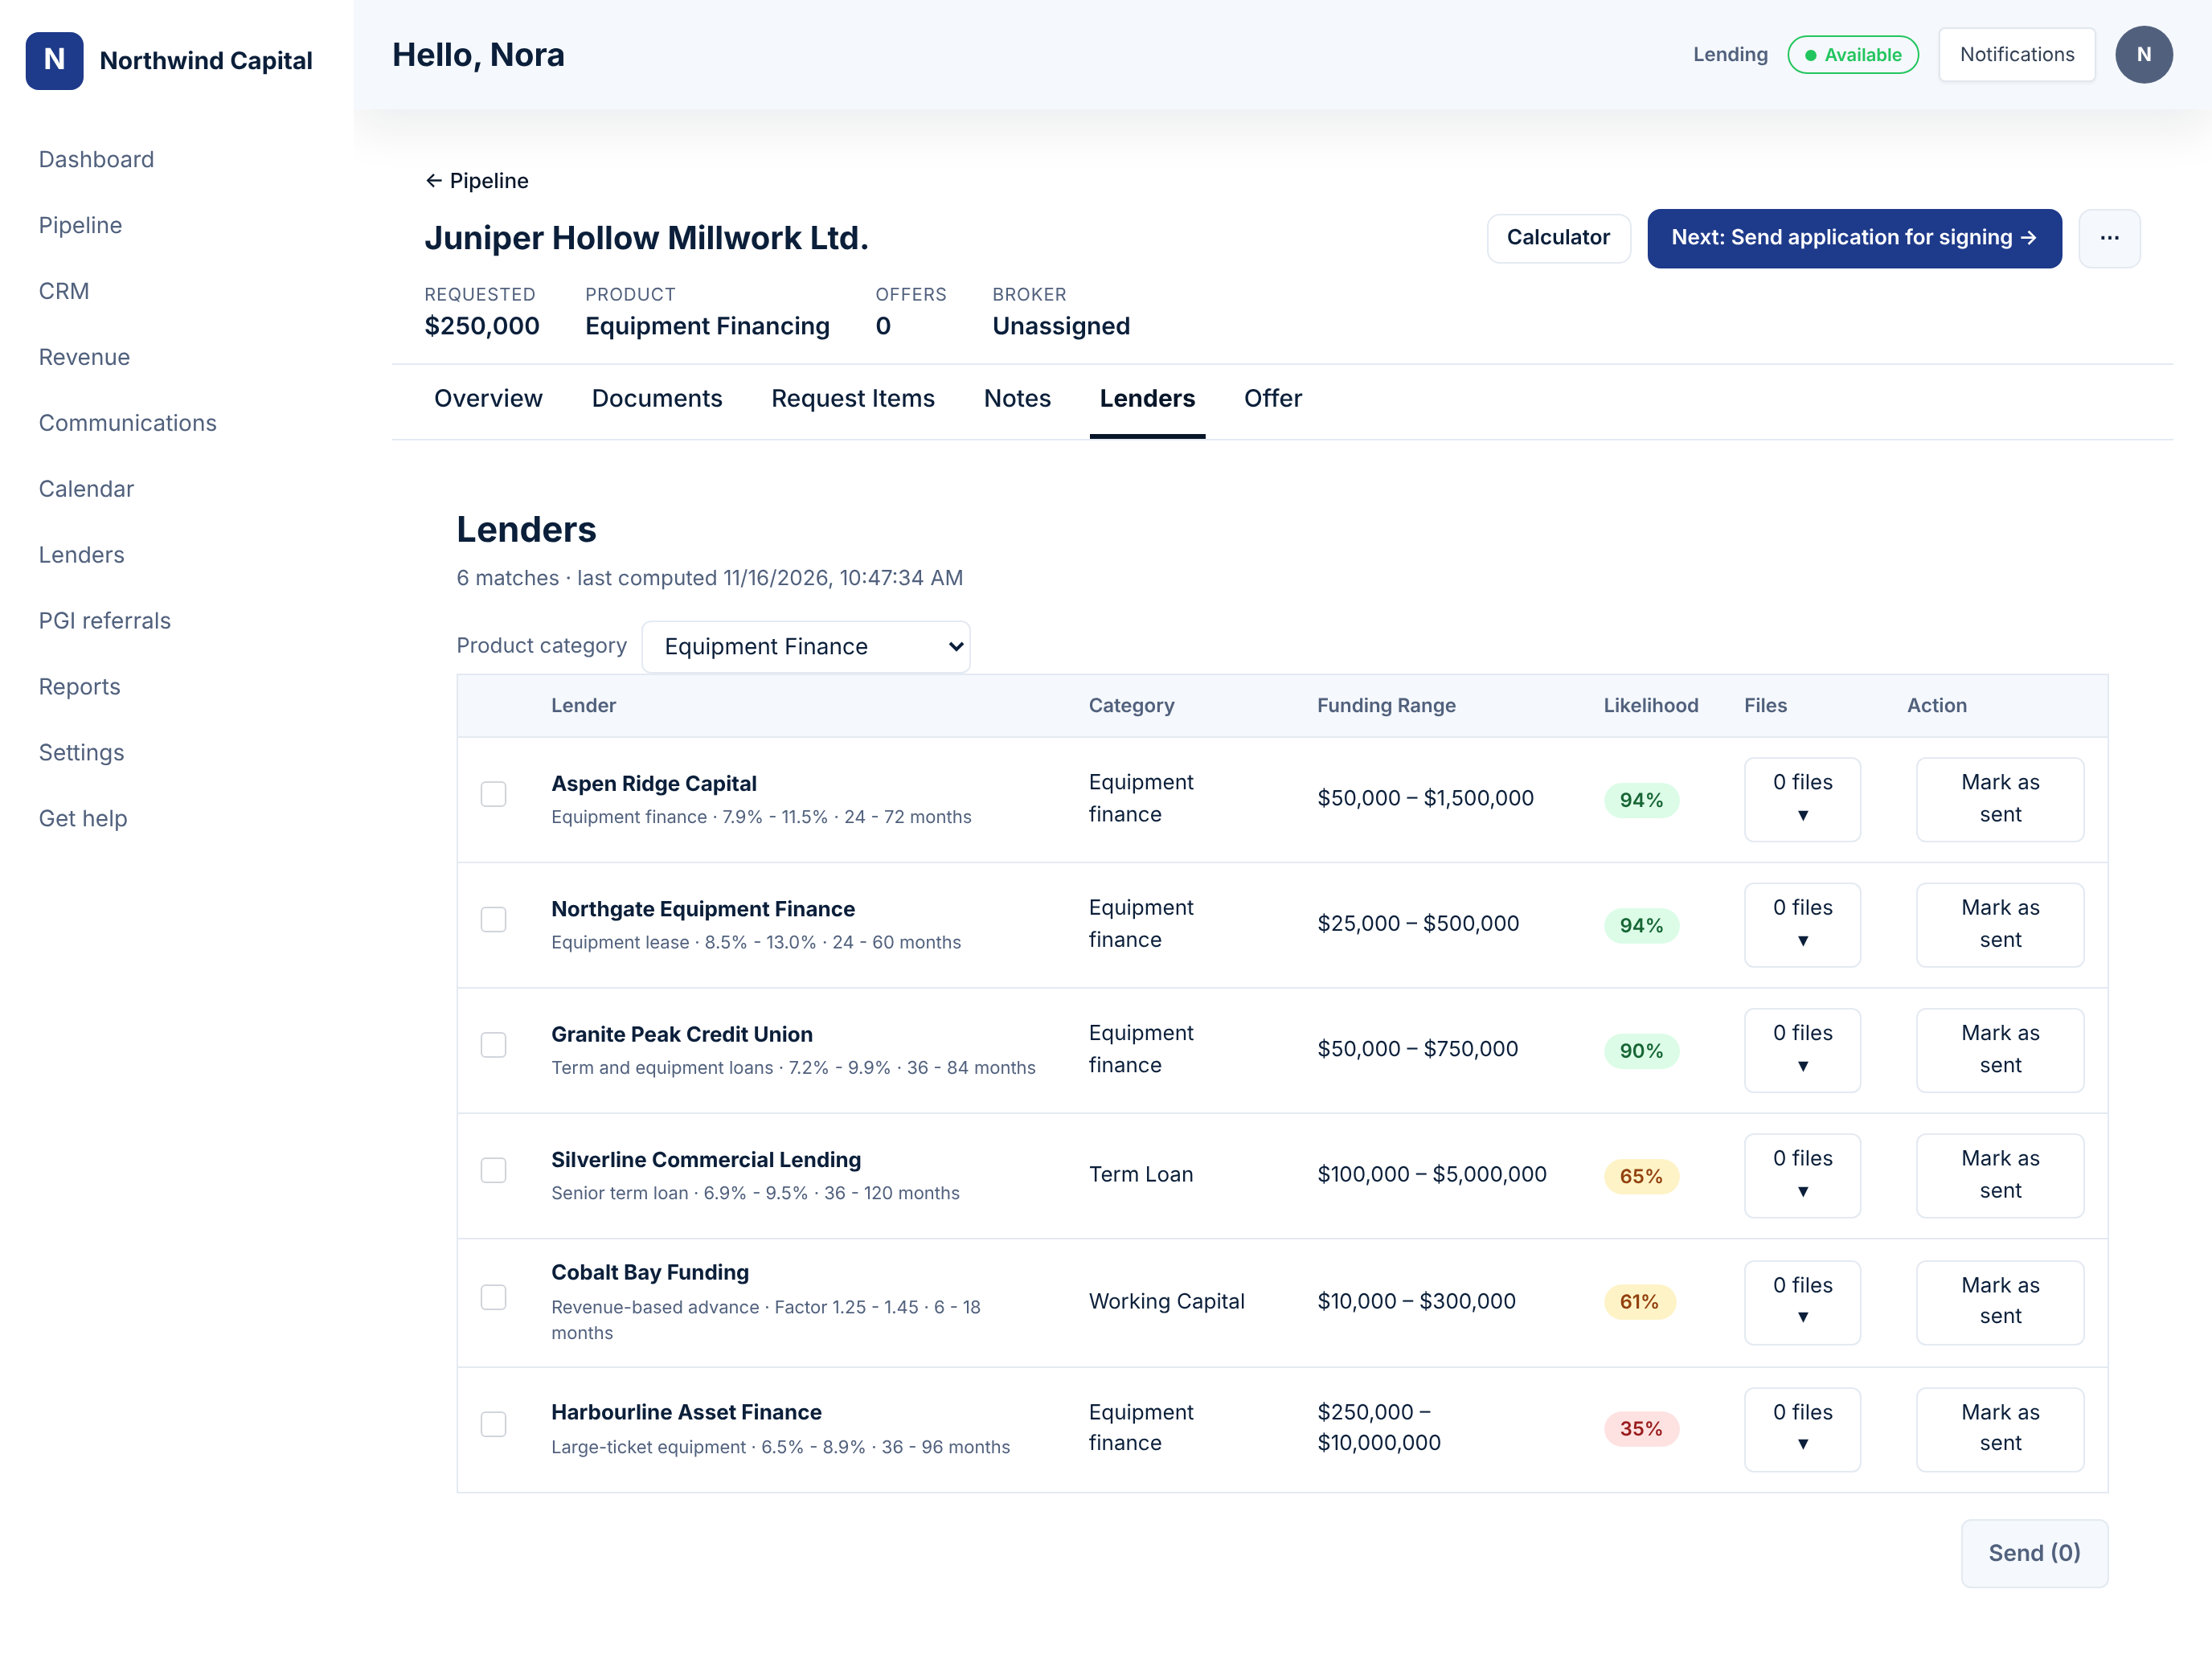 N
Northwind Capital
Dashboard
Pipeline
CRM
Revenue
Communications
Calendar
Lenders
PGI referrals
Reports
Settings
Get help
Hello, Nora
Lending
Available
Notifications
N
← Pipeline
Juniper Hollow Millwork Ltd.
Calculator
Next: Send application for signing →
...
REQUESTED
$250,000
PRODUCT
Equipment Financing
OFFERS
0
BROKER
Unassigned
Overview
Documents
Request Items
Notes
Lenders
Offer
Lenders
6 matches · last computed 11/16/2026, 10:47:34 AM
Product category
Equipment Finance
Lender
Category
Funding Range
Likelihood
Files
Action
Aspen Ridge Capital
Equipment finance · 7.9% - 11.5% · 24 - 72 months
Equipment
finance
$50,000 – $1,500,000
94%
0 files
▼
Mark as
sent
Northgate Equipment Finance
Equipment lease · 8.5% - 13.0% · 24 - 60 months
Equipment
finance
$25,000 – $500,000
94%
0 files
▼
Mark as
sent
Granite Peak Credit Union
Term and equipment loans · 7.2% - 9.9% · 36 - 84 months
Equipment
finance
$50,000 – $750,000
90%
0 files
▼
Mark as
sent
Silverline Commercial Lending
Senior term loan · 6.9% - 9.5% · 36 - 120 months
Term Loan
$100,000 – $5,000,000
65%
0 files
▼
Mark as
sent
Cobalt Bay Funding
Revenue-based advance · Factor 1.25 - 1.45 · 6 - 18
months
Working Capital
$10,000 – $300,000
61%
0 files
▼
Mark as
sent
Harbourline Asset Finance
Large-ticket equipment · 6.5% - 8.9% · 36 - 96 months
Equipment
finance
$250,000 –
$10,000,000
35%
0 files
▼
Mark as
sent
Send (0)